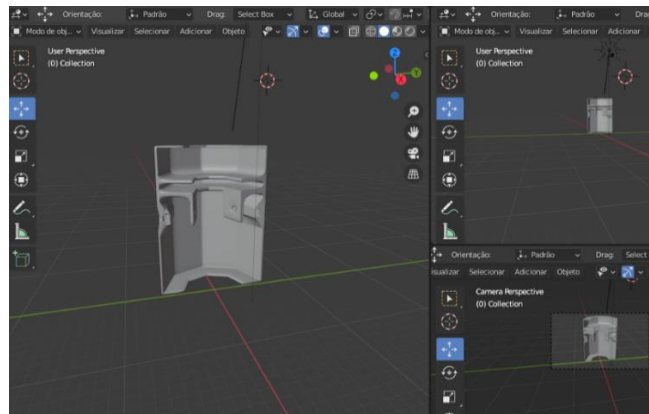 Orientação: Padrão Drag: Select Box Global
Modo de obj... Visualizar Selecionar Adicionar Objeto
User Perspective
(0) Collection
Z
Y
X
Orientação: Padrão Dra
Modo de obj... Visualizar Selecionar Adicionar
User Perspective
(0) Collection
Orientação: Padrão Drag: Select
isualizar Selecionar Adicionar Objeto
Camera Perspective
(0) Collection